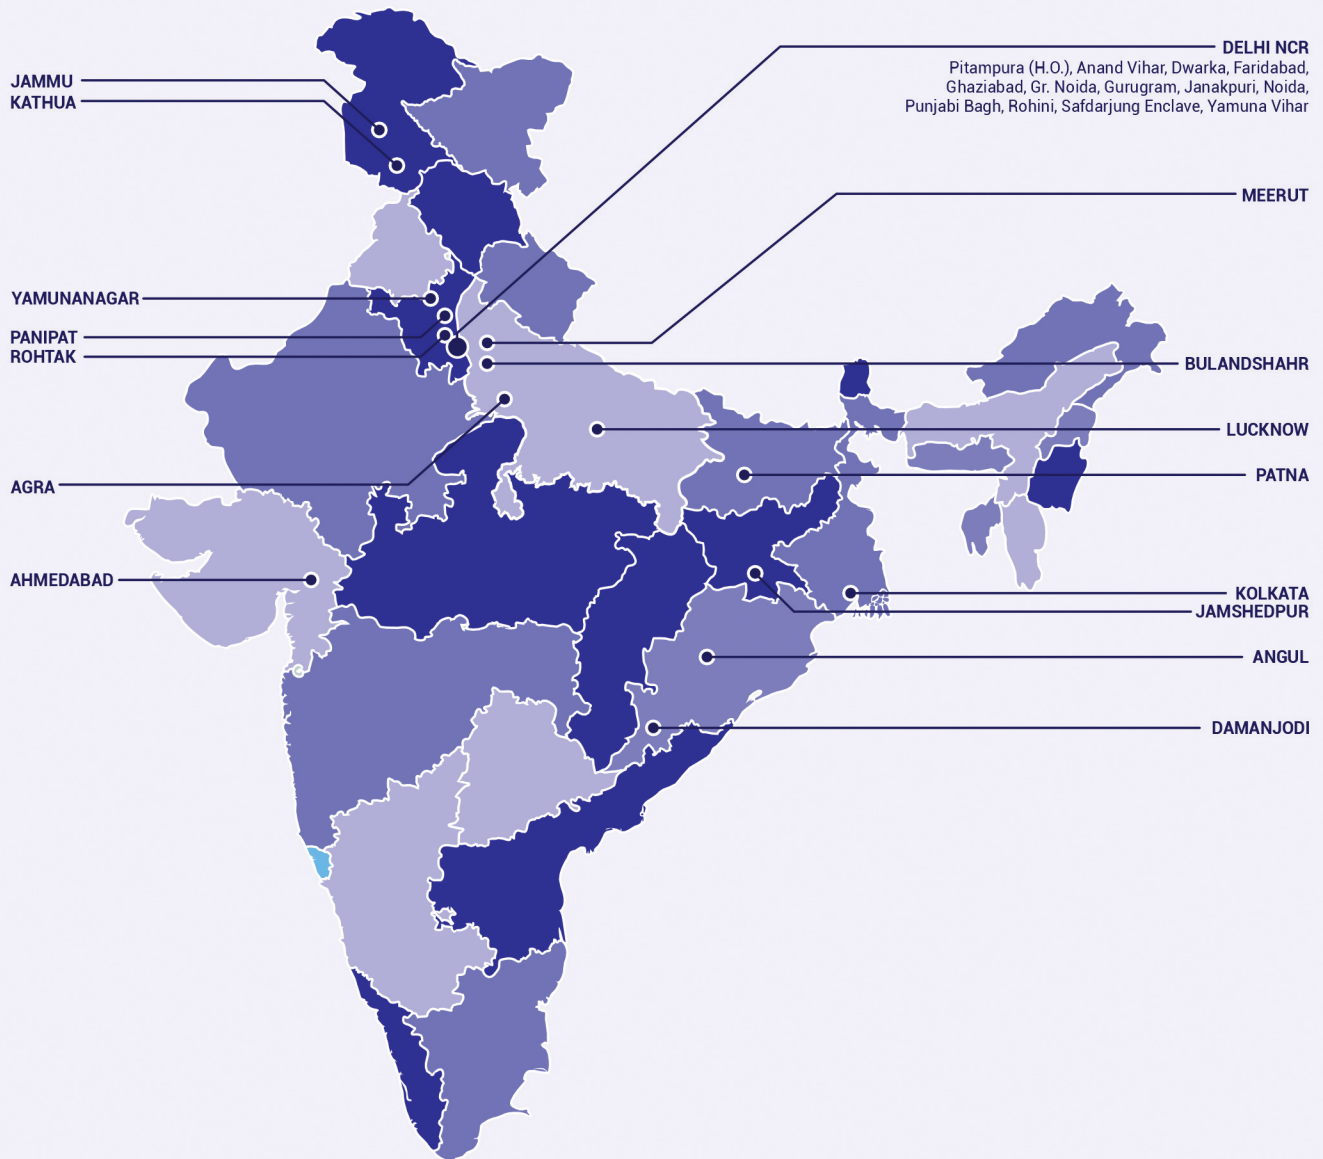 DELHI NCR
Pitampura (H.O.), Anand Vihar, Dwarka, Faridabad,
Ghaziabad, Gr. Noida, Gurugram, Janakpuri, Noida,
Punjabi Bagh, Rohini, Safdarjung Enclave, Yamuna Vihar
JAMMU
KATHUA
MEERUT
YAMUNANAGAR
PANIPAT
ROHTAK
BULANDSHAHR
LUCKNOW
PATNA
AGRA
AHMEDABAD
KOLKATA
JAMSHEDPUR
ANGUL
DAMANJODI